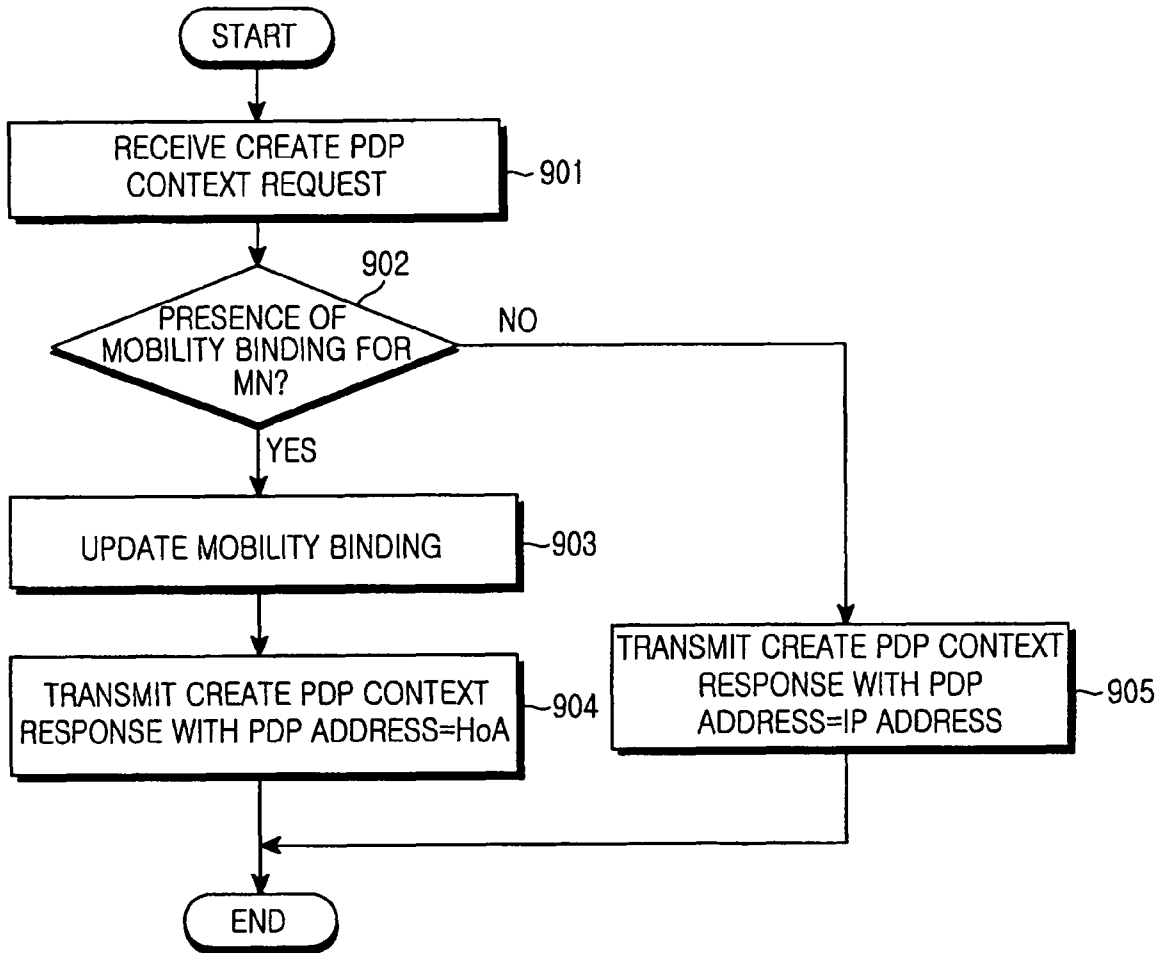 START
RECEIVE CREATE PDP
CONTEXT REQUEST
901
902
PRESENCE OF
MOBILITY BINDING FOR
MN?
NO
YES
UPDATE MOBILITY BINDING
903
TRANSMIT CREATE PDP CONTEXT
RESPONSE WITH PDP ADDRESS=HoA
904
TRANSMIT CREATE PDP CONTEXT
RESPONSE WITH PDP
ADDRESS=IP ADDRESS
905
END